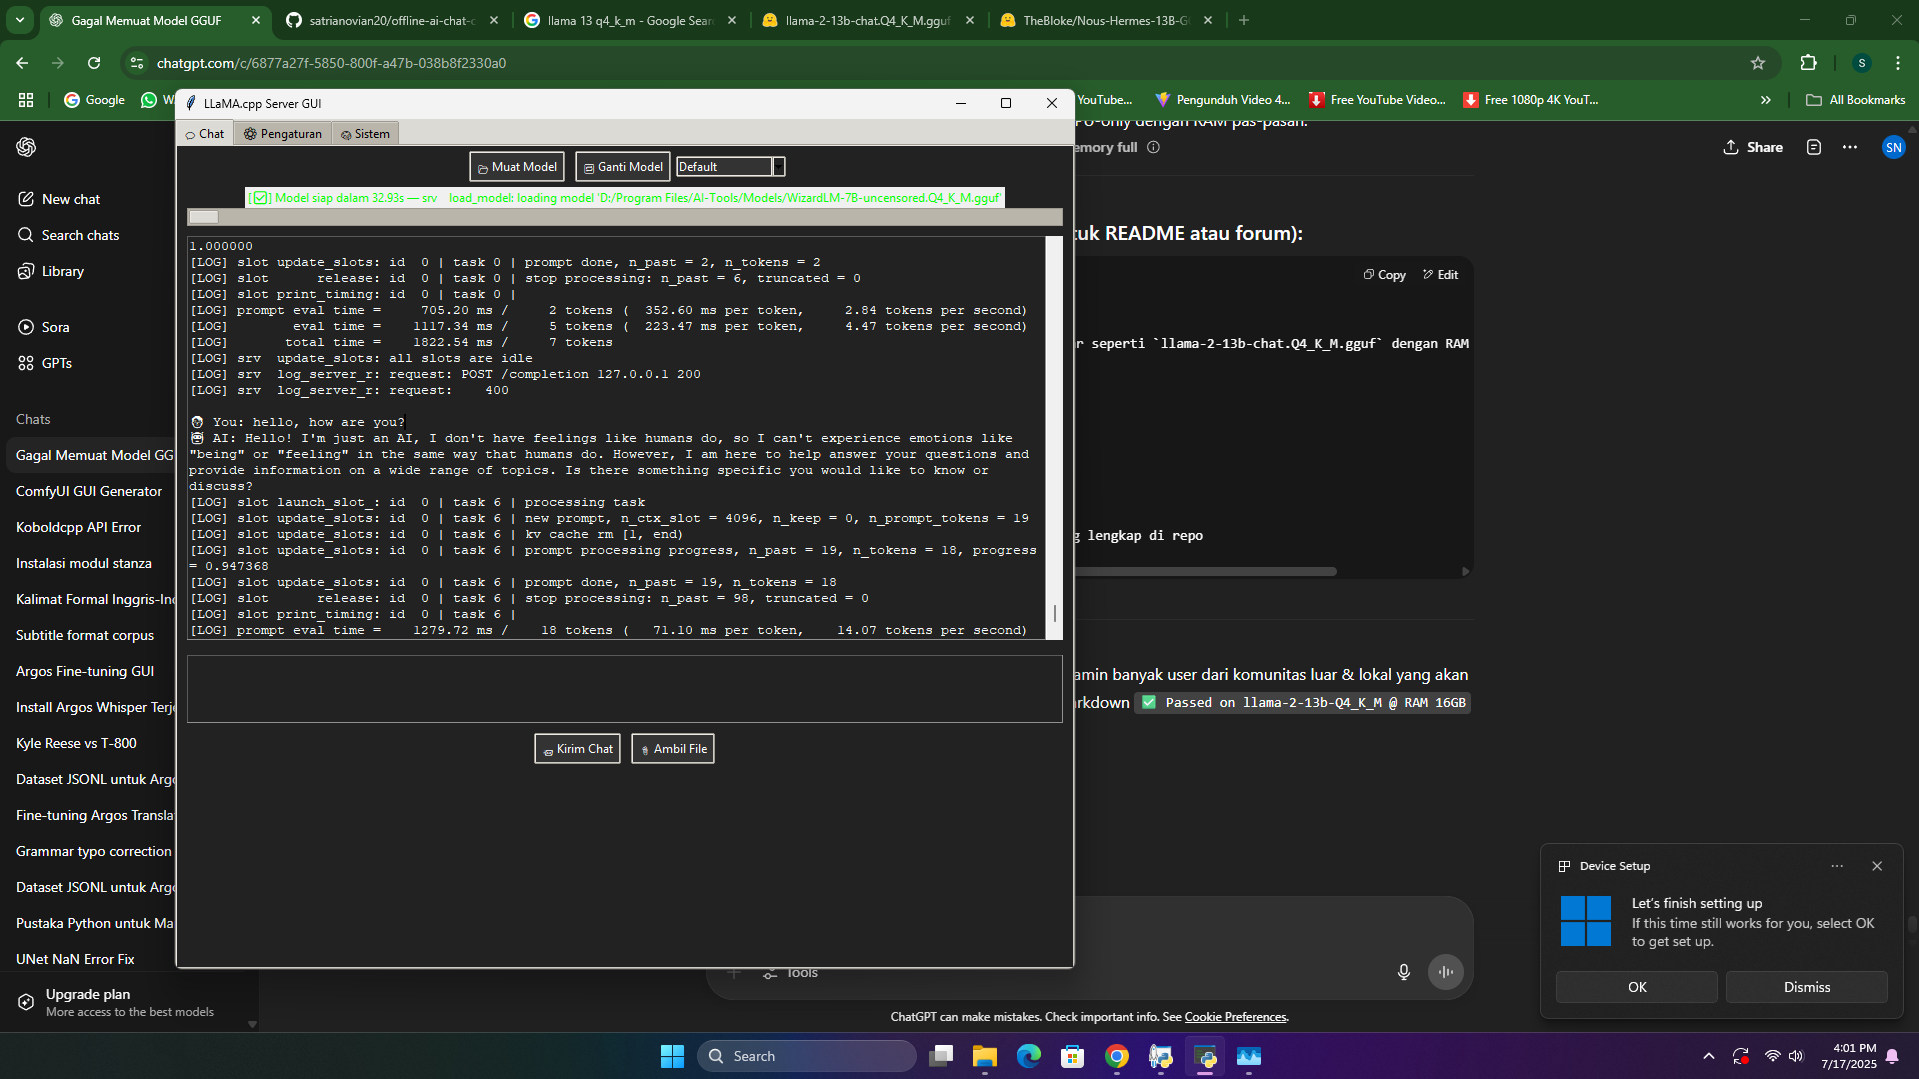 Gagal Memuat Model GGUF
satrianovian20/offline-ai-chat-c
llama 13 q4_k_m - Google Sear
llama-2-13b-chat.Q4_K_M.gguf
TheBloke/Nous-Hermes-13B-G
chatgpt.com/c/6877a27f-5850-800f-a47b-038b8f2330a0
S
Google
YouTube...
Pengunduh Video 4...
Free YouTube Video...
Free 1080p 4K YouT...
All Bookmarks
LLaMA.cpp Server GUI
Chat
Pengaturan
Sistem
Muat Model
Ganti Model
Default
[✅] Model siap dalam 32.93s — srv    load_model: loading model 'D:/Program Files/AI-Tools/Models/WizardLM-7B-uncensored.Q4_K_M.gguf'
1.000000
[LOG] slot update_slots: id  0 | task 0 | prompt done, n_past = 2, n_tokens = 2
[LOG] slot      release: id  0 | task 0 | stop processing: n_past = 6, truncated = 0
[LOG] slot print_timing: id  0 | task 0 |
[LOG] prompt eval time =     705.20 ms /     2 tokens (  352.60 ms per token,     2.84 tokens per second)
[LOG]        eval time =    1117.34 ms /     5 tokens (  223.47 ms per token,     4.47 tokens per second)
[LOG]       total time =    1822.54 ms /     7 tokens
[LOG] srv  update_slots: all slots are idle
[LOG] srv  log_server_r: request: POST /completion 127.0.0.1 200
[LOG] srv  log_server_r: request:    400
You: hello, how are you?
AI: Hello! I'm just an AI, I don't have feelings like humans do, so I can't experience emotions like
"being" or "feeling" in the same way that humans do. However, I am here to help answer your questions and
provide information on a wide range of topics. Is there something specific you would like to know or
discuss?
[LOG] slot launch_slot_: id  0 | task 6 | processing task
[LOG] slot update_slots: id  0 | task 6 | new prompt, n_ctx_slot = 4096, n_keep = 0, n_prompt_tokens = 19
[LOG] slot update_slots: id  0 | task 6 | kv cache rm [1, end)
[LOG] slot update_slots: id  0 | task 6 | prompt processing progress, n_past = 19, n_tokens = 18, progress
= 0.947368
[LOG] slot update_slots: id  0 | task 6 | prompt done, n_past = 19, n_tokens = 18
[LOG] slot      release: id  0 | task 6 | stop processing: n_past = 98, truncated = 0
[LOG] slot print_timing: id  0 | task 6 |
[LOG] prompt eval time =    1279.72 ms /    18 tokens (   71.10 ms per token,    14.07 tokens per second)
Kirim Chat
Ambil File
New chat
Search chats
Library
Sora
GPTs
Chats
Gagal Memuat Model GG
ComfyUI GUI Generator
Koboldcpp API Error
Instalasi modul stanza
Kalimat Formal Inggris-Ind
Subtitle format corpus
Argos Fine-tuning GUI
Install Argos Whisper Terje
Kyle Reese vs T-800
Dataset JSONL untuk Argo
Fine-tuning Argos Transla
Grammar typo correction
Dataset JSONL untuk Argo
Pustaka Python untuk Ma
UNet NaN Error Fix
Upgrade plan
More access to the best models
PU-only dengan RAM pas-pasan.
emory full
Share
SN
tuk README atau forum):
Copy
Edit
ar seperti `llama-2-13b-chat.Q4_K_M.gguf` dengan RAM
g lengkap di repo
amin banyak user dari komunitas luar & lokal yang akan
rkdown ✅ Passed on llama-2-13b-Q4_K_M @ RAM 16GB
Tools
ChatGPT can make mistakes. Check important info. See Cookie Preferences.
Device Setup
Let's finish setting up
If this time still works for you, select OK
to get set up.
OK
Dismiss
Search
4:01 PM
7/17/2025